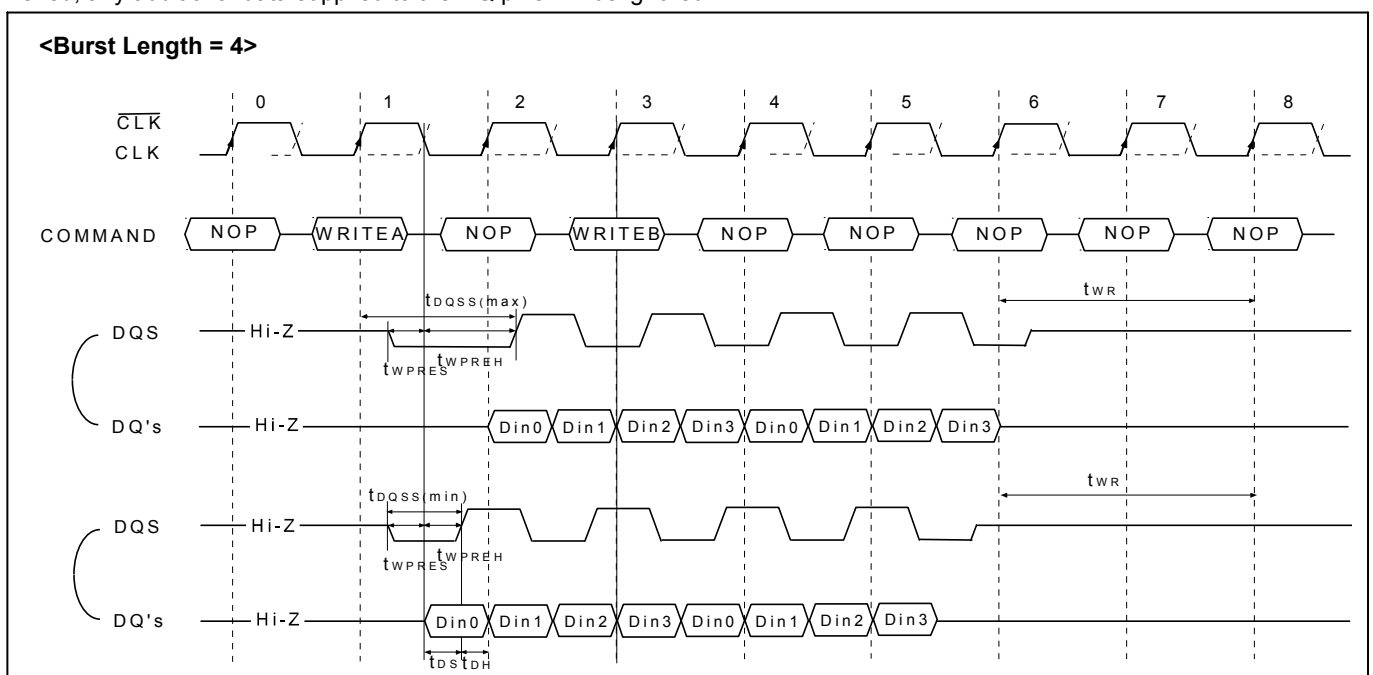 <Burst Length = 4>
0 1 2 3 4 5 6 7 8
CLK
CLK
COMMAND NOP WRITEA NOP WRITEB NOP NOP NOP NOP NOP
tDQSS(max) tWR
DQS Hi-Z
tWPRES tWPREH
DQ's Hi-Z Din0 Din1 Din2 Din3 Din0 Din1 Din2 Din3
tDQSS(min) tWR
DQS Hi-Z
tWPRES tWPREH
DQ's Hi-Z Din0 Din1 Din2 Din3 Din0 Din1 Din2 Din3
tDS tDH